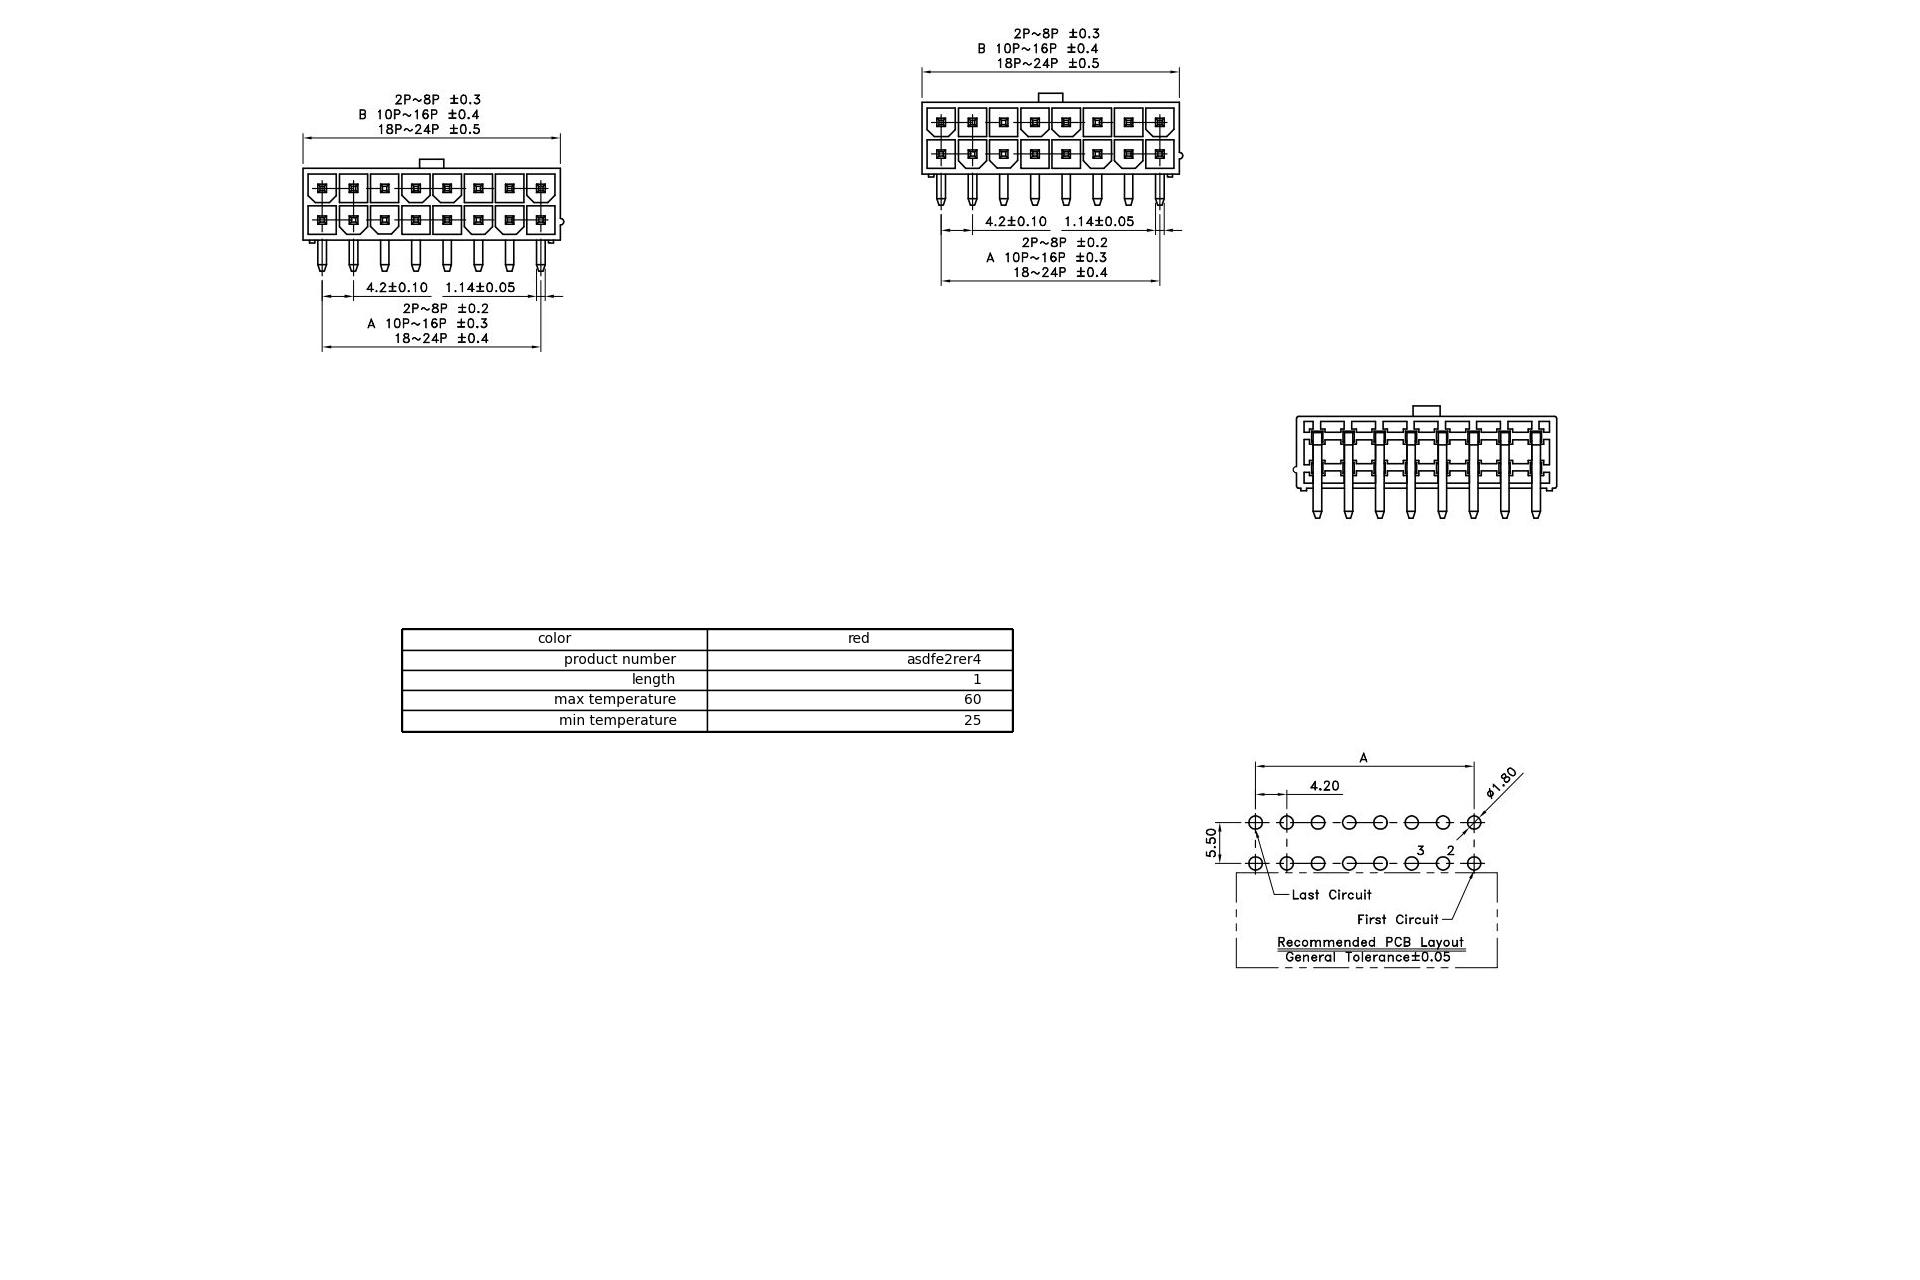 2P~8P ±0.3
B 10P~16P ±0.4
18P~24P ±0.5
4.2±0.10 1.14±0.05
2P~8P ±0.2
A 10P~16P ±0.3
18~24P ±0.4
2P~8P ±0.3
B 10P~16P ±0.4
18P~24P ±0.5
4.2±0.10 1.14±0.05
2P~8P ±0.2
A 10P~16P ±0.3
18~24P ±0.4
color red
product number asdfe2rer4
length 1
max temperature 60
min temperature 25
A
4.20
ø1.80
5.50
3 2
Last Circuit
First Circuit
Recommended PCB Layout
General Tolerance±0.05